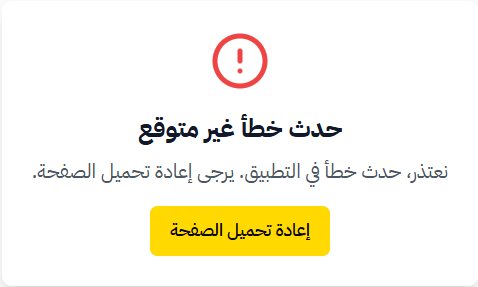 حدث خطأ غير متوقع
نعتذر، حدث خطأ في التطبيق. يرجى إعادة تحميل الصفحة.
إعادة تحميل الصفحة